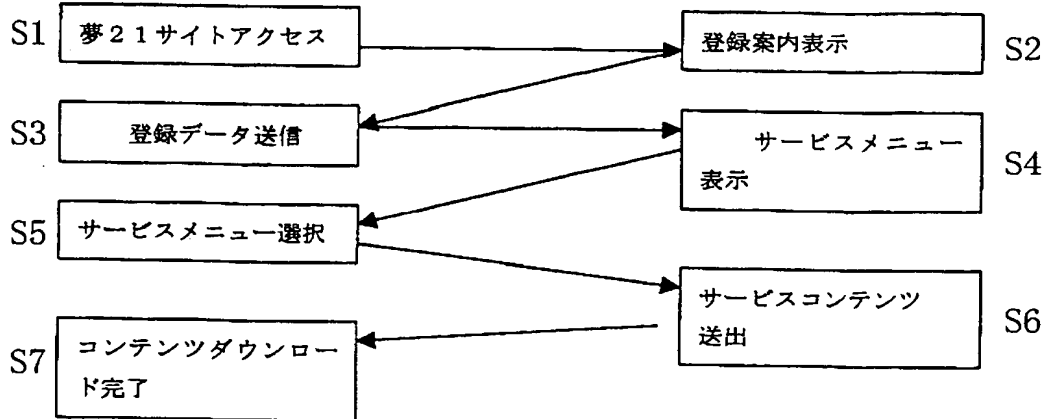 S1 夢21サイトアクセス
登録案内表示 S2
S3 登録データ送信
サービスメニュー
表示
S4
S5 サービスメニュー選択
サービスコンテンツ
送出
S6
S7
コンテンツダウンロー
ド完了